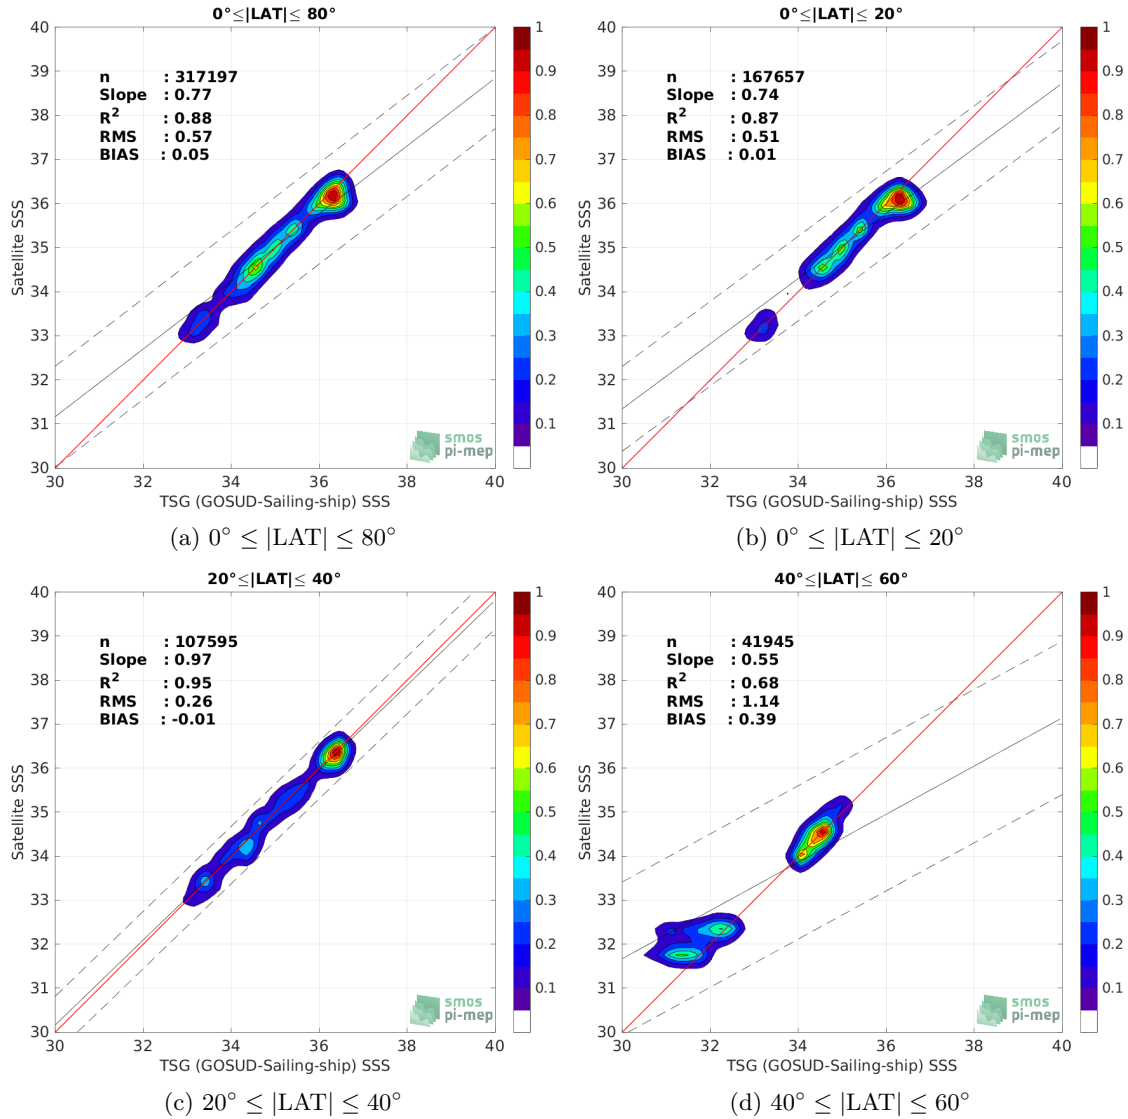 0°≤|LAT|≤ 80°
40
39
38
37
36
35
34
33
32
31
30
Satellite SSS
n : 317197
Slope : 0.77
R² : 0.88
RMS : 0.57
BIAS : 0.05
smos
pi-mep
30 32 34 36 38 40
TSG (GOSUD-Sailing-ship) SSS
1
0.9
0.8
0.7
0.6
0.5
0.4
0.3
0.2
0.1
(a) 0° ≤ |LAT| ≤ 80°
0°≤|LAT|≤ 20°
40
39
38
37
36
35
34
33
32
31
30
Satellite SSS
n : 167657
Slope : 0.74
R² : 0.87
RMS : 0.51
BIAS : 0.01
smos
pi-mep
30 32 34 36 38 40
TSG (GOSUD-Sailing-ship) SSS
1
0.9
0.8
0.7
0.6
0.5
0.4
0.3
0.2
0.1
(b) 0° ≤ |LAT| ≤ 20°
20°≤|LAT|≤ 40°
40
39
38
37
36
35
34
33
32
31
30
Satellite SSS
n : 107595
Slope : 0.97
R² : 0.95
RMS : 0.26
BIAS : -0.01
smos
pi-mep
30 32 34 36 38 40
TSG (GOSUD-Sailing-ship) SSS
1
0.9
0.8
0.7
0.6
0.5
0.4
0.3
0.2
0.1
(c) 20° ≤ |LAT| ≤ 40°
40°≤|LAT|≤ 60°
40
39
38
37
36
35
34
33
32
31
30
Satellite SSS
n : 41945
Slope : 0.55
R² : 0.68
RMS : 1.14
BIAS : 0.39
smos
pi-mep
30 32 34 36 38 40
TSG (GOSUD-Sailing-ship) SSS
1
0.9
0.8
0.7
0.6
0.5
0.4
0.3
0.2
0.1
(d) 40° ≤ |LAT| ≤ 60°